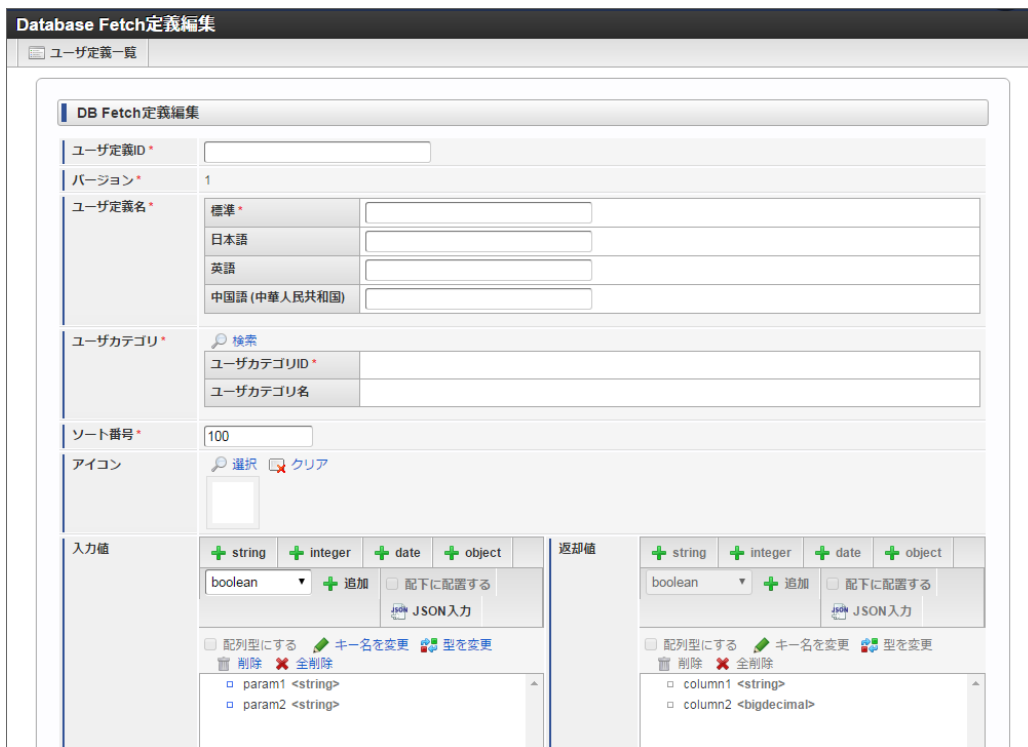 Database Fetch定義編集
ユーザ定義一覧
DB Fetch定義編集
ユーザ定義ID *
バージョン * 1
ユーザ定義名 *
標準 *
日本語
英語
中国語 (中華人民共和国)
ユーザカテゴリ * 検索
ユーザカテゴリID *
ユーザカテゴリ名
ソート番号 * 100
アイコン 選択 クリア
入力値
string integer date object
boolean 追加 配下に配置する
JSON JSON入力
配列型にする キー名を変更 型を変更
削除 全削除
param1 <string>
param2 <string>
返却値
string integer date object
boolean 追加 配下に配置する
JSON JSON入力
配列型にする キー名を変更 型を変更
削除 全削除
column1 <string>
column2 <bigdecimal>